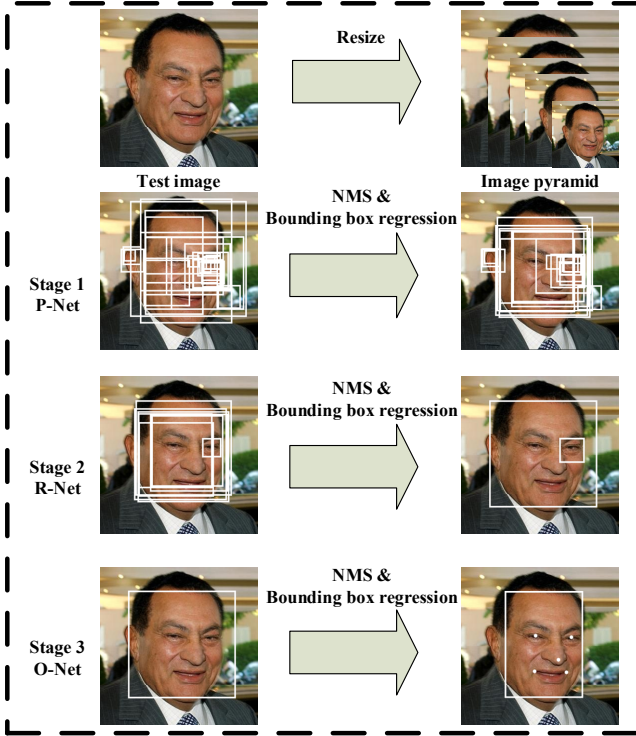 Resize
Test image
Image pyramid
NMS &
Bounding box regression
Stage 1
P-Net
NMS &
Bounding box regression
Stage 2
R-Net
NMS &
Bounding box regression
Stage 3
O-Net